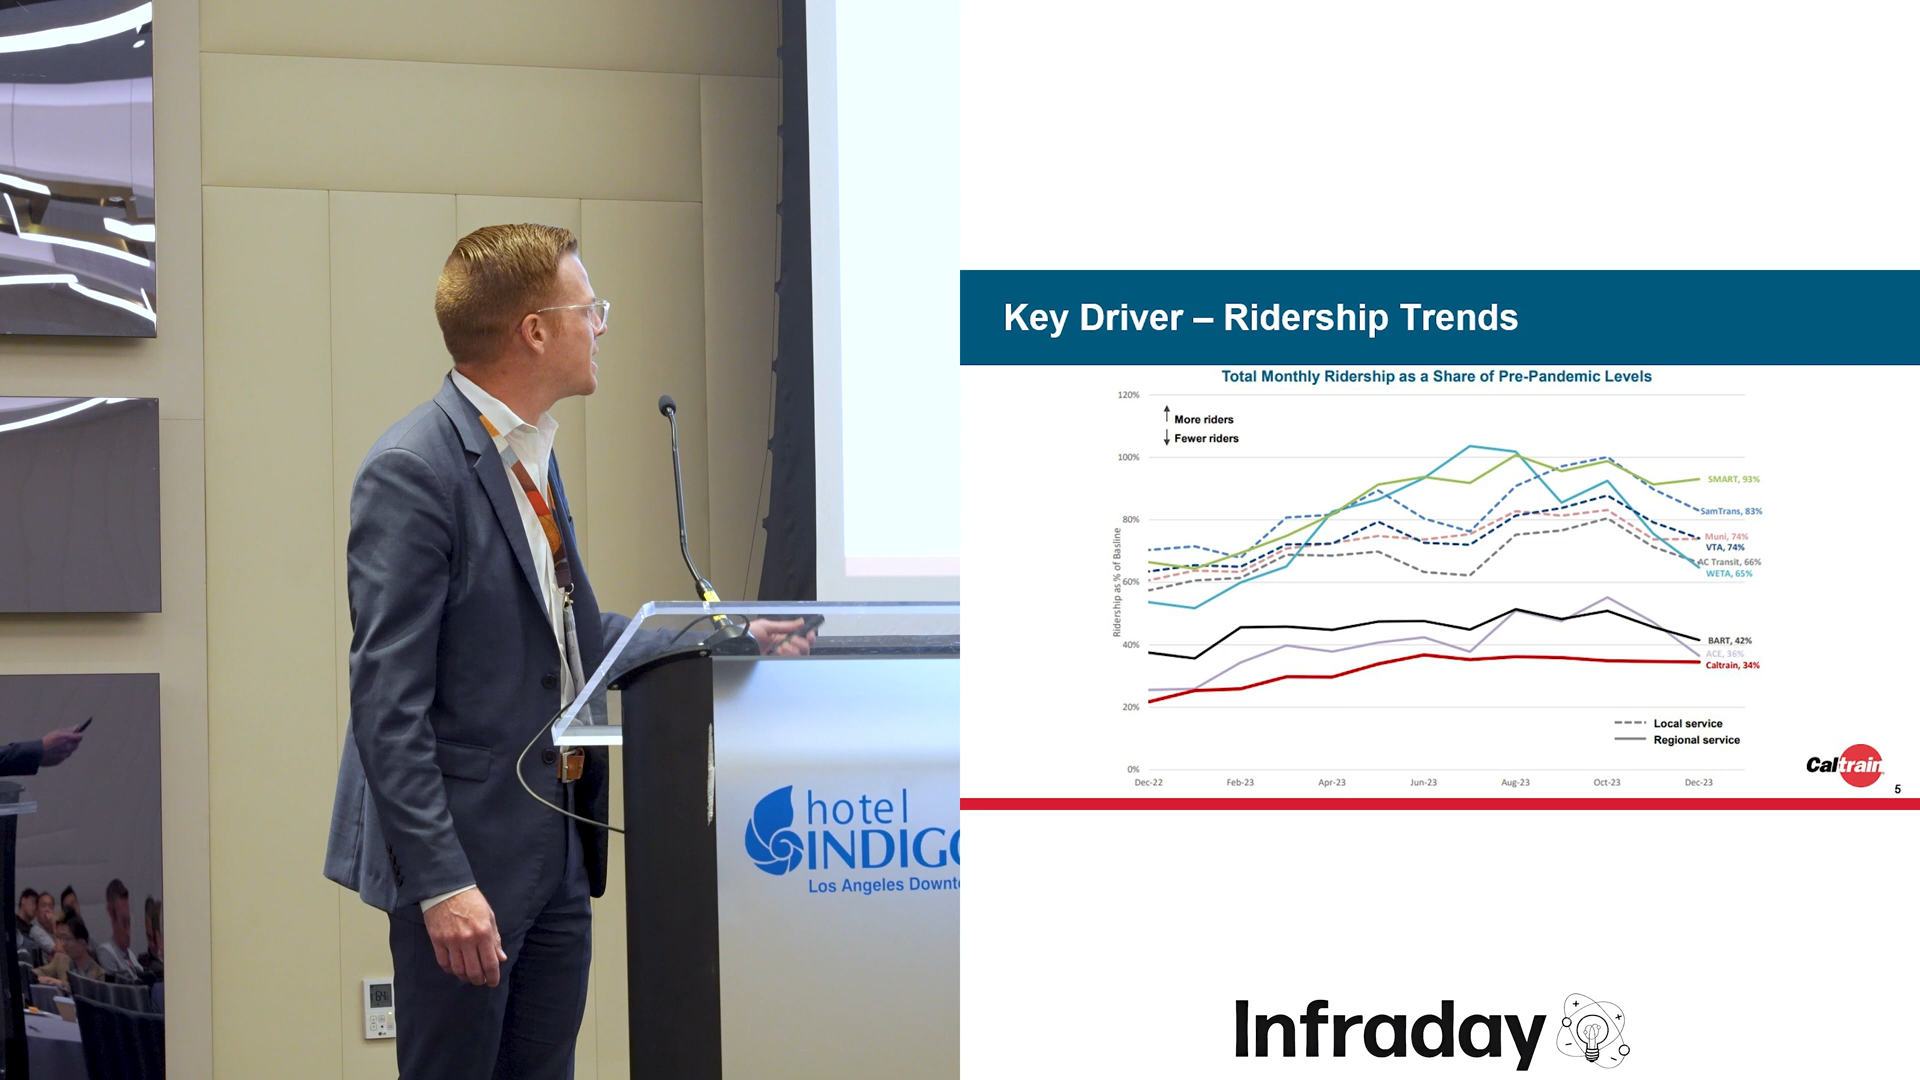 hotel
INDIGO
Los Angeles Downt
Key Driver – Ridership Trends
Total Monthly Ridership as a Share of Pre-Pandemic Levels
Ridership as % of Basline
120%
100%
80%
60%
40%
20%
0%
More riders
Fewer riders
SMART, 93%
SamTrans, 83%
Muni, 74%
VTA, 74%
AC Transit, 66%
WETA, 65%
BART, 42%
ACE, 36%
Caltrain, 34%
Local service
Regional service
Dec-22 Feb-23 Apr-23 Jun-23 Aug-23 Oct-23 Dec-23
Caltrain
5
Infraday